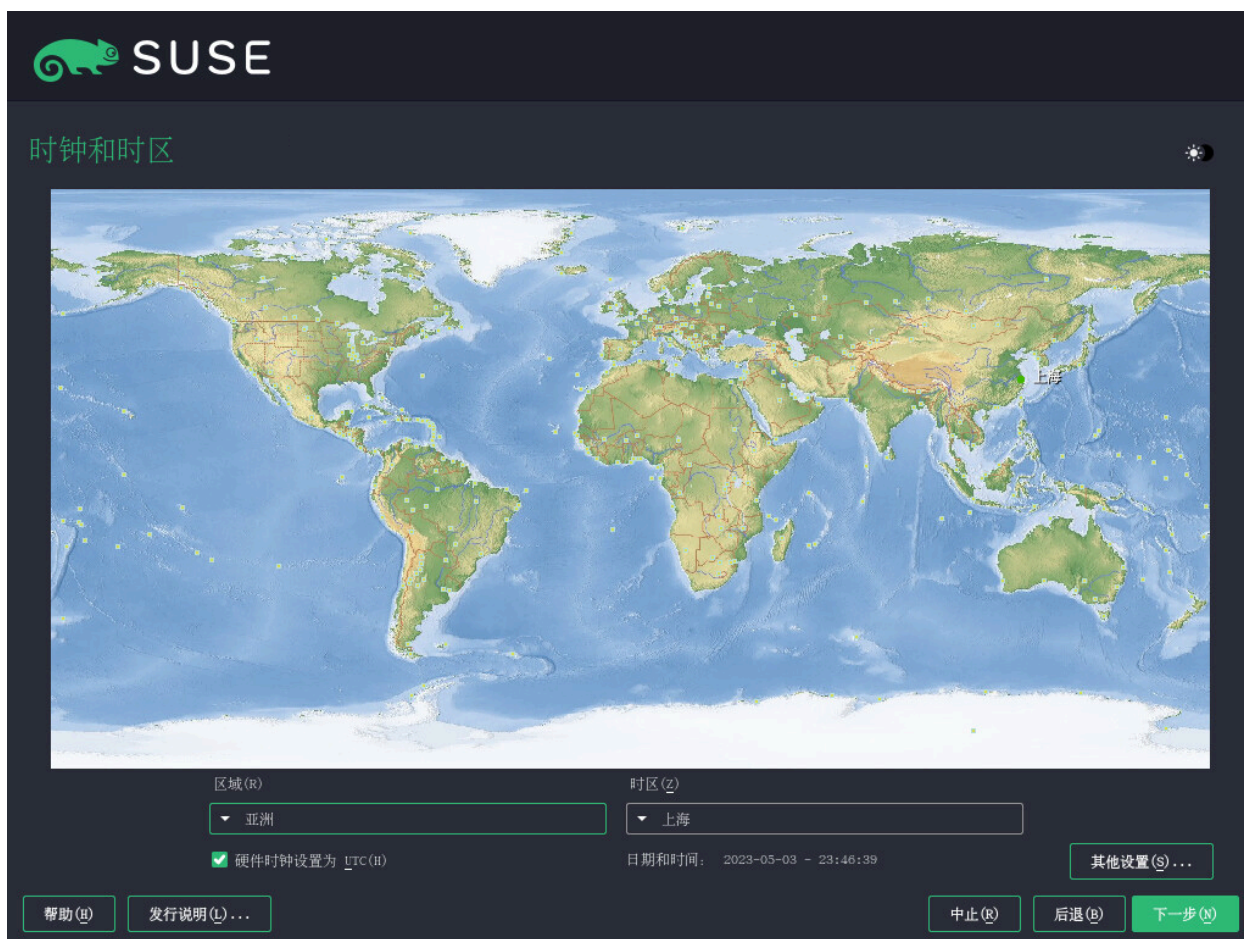 SUSE
时钟和时区
上海
区域(R)
时区(Z)
亚洲
上海
硬件时钟设置为 UTC(H)
日期和时间： 2023-05-03 - 23:46:39
其他设置(S)...
帮助(H)
发行说明(L)...
中止(R)
后退(B)
下一步(N)